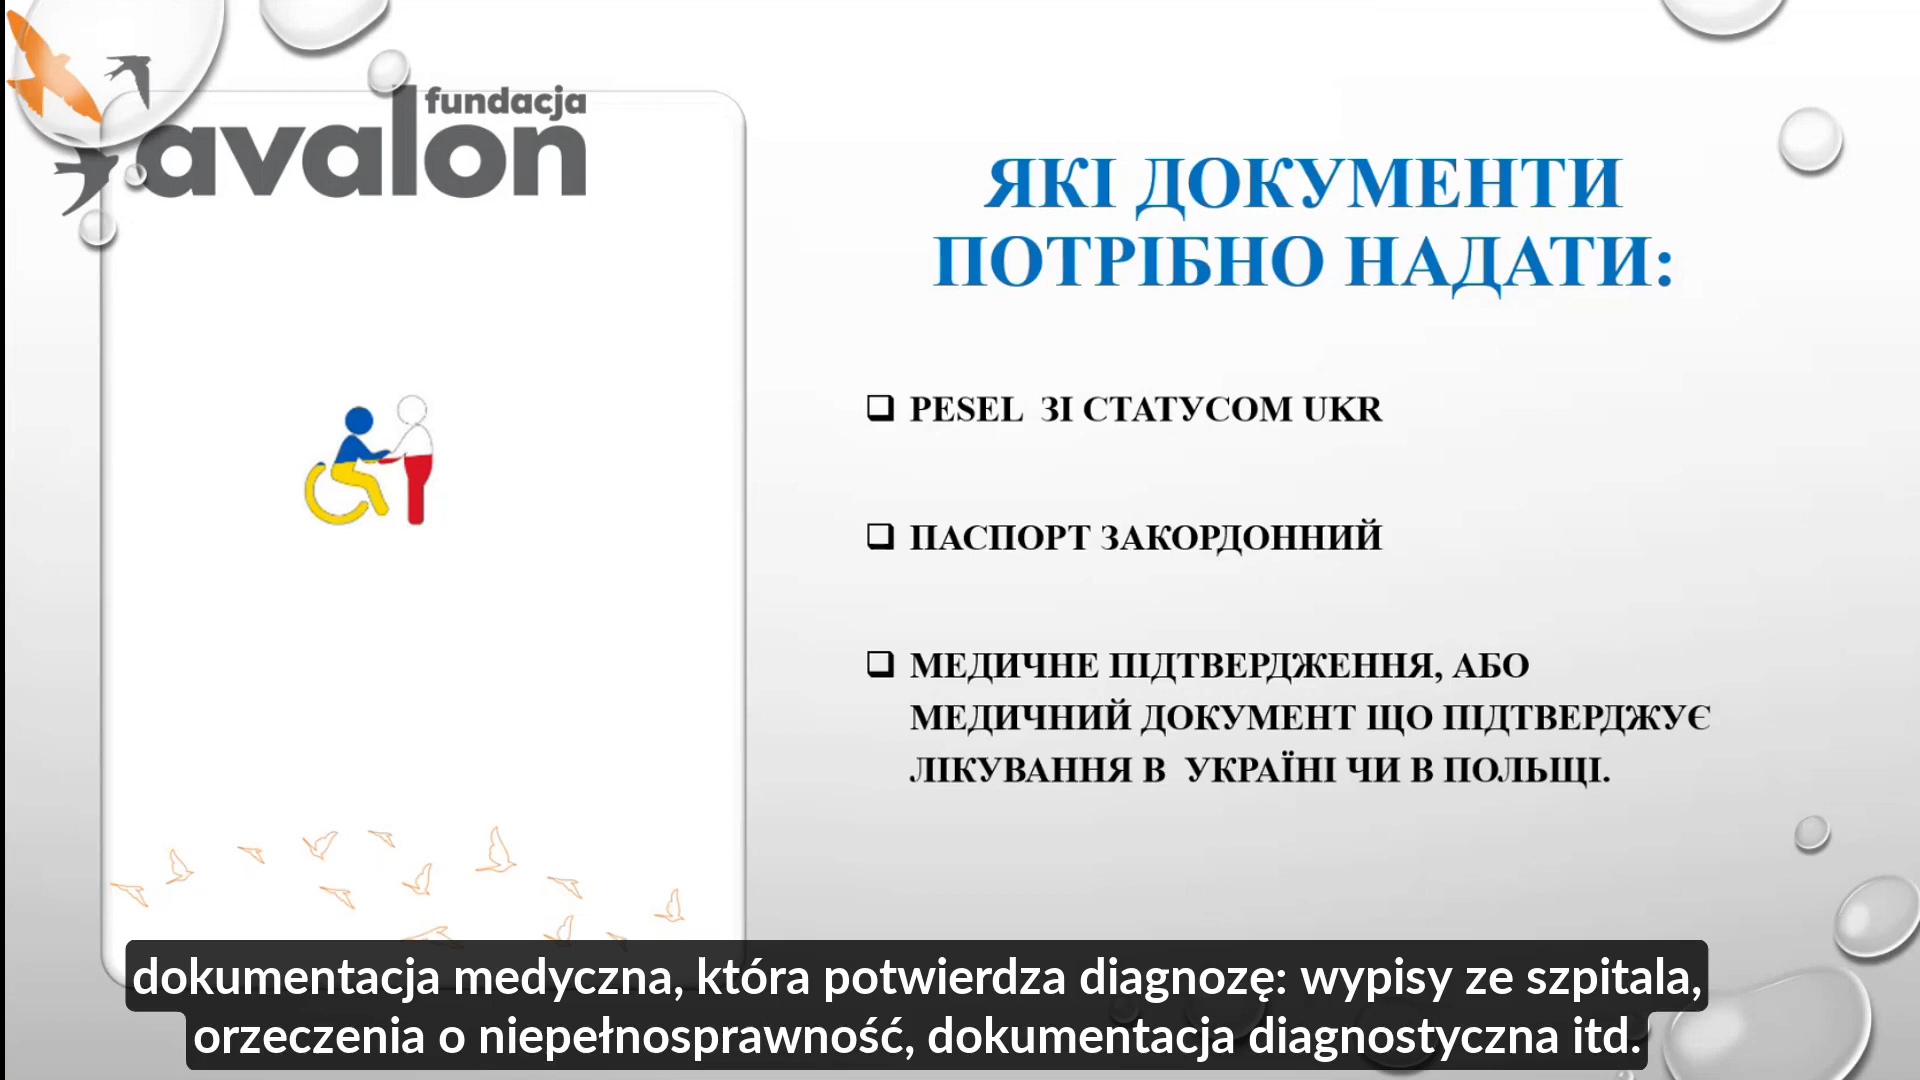 fundacja
avalon
ЯКІ ДОКУМЕНТИ
ПОТРІБНО НАДАТИ:
PESEL ЗІ СТАТУСОМ UKR
ПАСПОРТ ЗАКОРДОННИЙ
МЕДИЧНЕ ПІДТВЕРДЖЕННЯ, АБО
МЕДИЧНИЙ ДОКУМЕНТ ЩО ПІДТВЕРДЖУЄ
ЛІКУВАННЯ В УКРАЇНІ ЧИ В ПОЛЬЩІ.
dokumentacja medyczna, która potwierdza diagnozę: wypisy ze szpitala,
orzeczenia o niepełnosprawność, dokumentacja diagnostyczna itd.